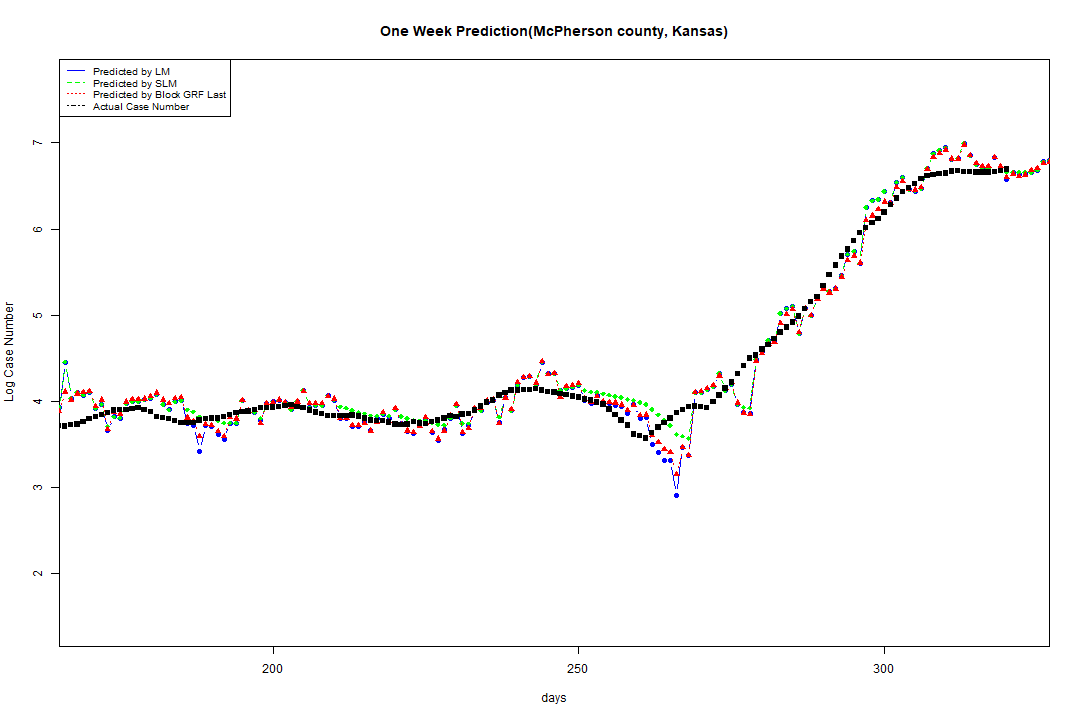 One Week Prediction(McPherson county, Kansas)
Predicted by LM
Predicted by SLM
Predicted by Block GRF Last
Actual Case Number
7
6
5
4
3
2
Log Case Number
200 250 300
days